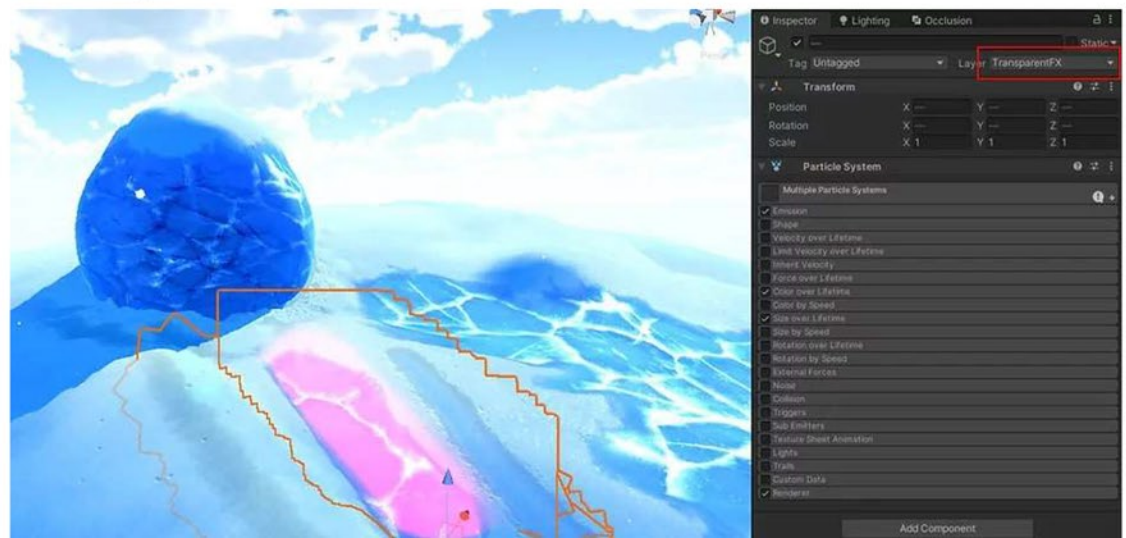 Inspector Lighting Occlusion
Static
Tag Untagged Layer TransparentFX
Transform
Position X — Y — Z —
Rotation X — Y — Z —
Scale X 1 Y 1 Z 1
Particle System
Multiple Particle Systems
Emission
Shape
Velocity over Lifetime
Limit Velocity over Lifetime
Inherit Velocity
Force over Lifetime
Color over Lifetime
Color by Speed
Size over Lifetime
Size by Speed
Rotation over Lifetime
Rotation by Speed
External Forces
Noise
Collision
Triggers
Sub Emitters
Texture Sheet Animation
Lights
Trails
Custom Data
Renderer
Add Component